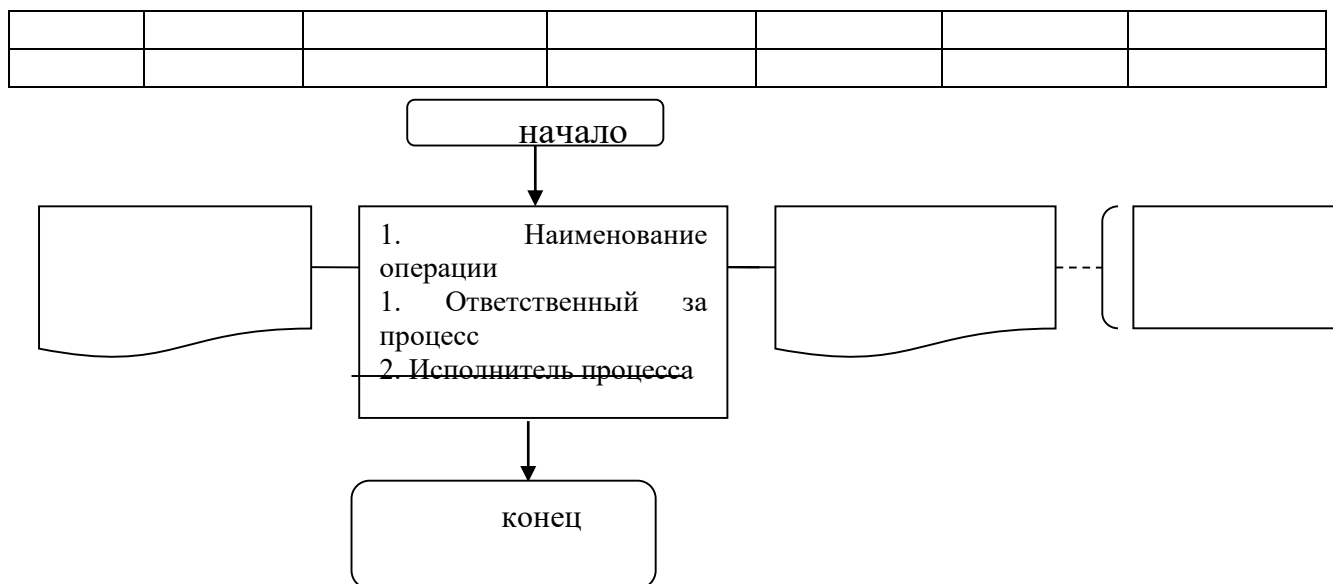 начало
1. Наименование
операции
1. Ответственный за
процесс
2. Исполнитель процесса
конец